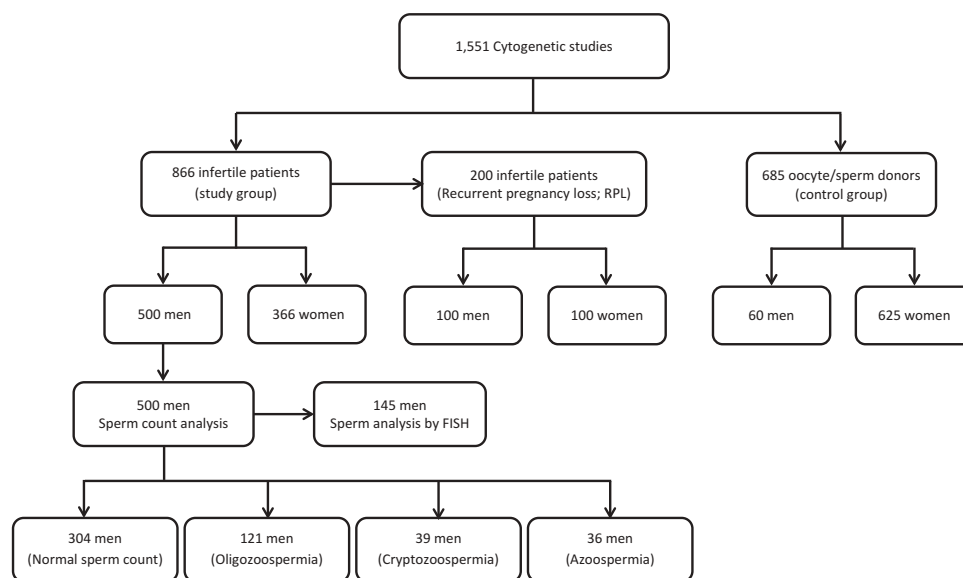 1,551 Cytogenetic studies
866 infertile patients
(study group)
200 infertile patients
(Recurrent pregnancy loss; RPL)
685 oocyte/sperm donors
(control group)
500 men
366 women
100 men
100 women
60 men
625 women
500 men
Sperm count analysis
145 men
Sperm analysis by FISH
304 men
(Normal sperm count)
121 men
(Oligozoospermia)
39 men
(Cryptozoospermia)
36 men
(Azoospermia)